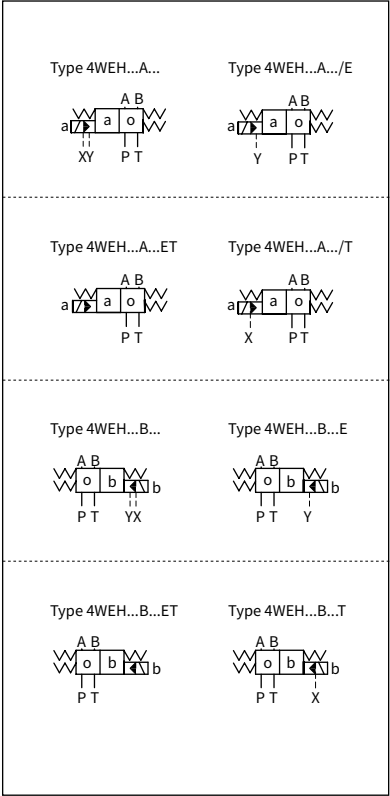 Type 4WEH...A... Type 4WEH...A.../E
A B A B
a a o a a o
XY P T Y P T
Type 4WEH...A...ET Type 4WEH...A.../T
A B A B
a a o a a o
P T X P T
Type 4WEH...B... Type 4WEH...B...E
A B A B
o b b o b b
P T YX P T Y
Type 4WEH...B...ET Type 4WEH...B...T
A B A B
o b b o b b
P T P T X